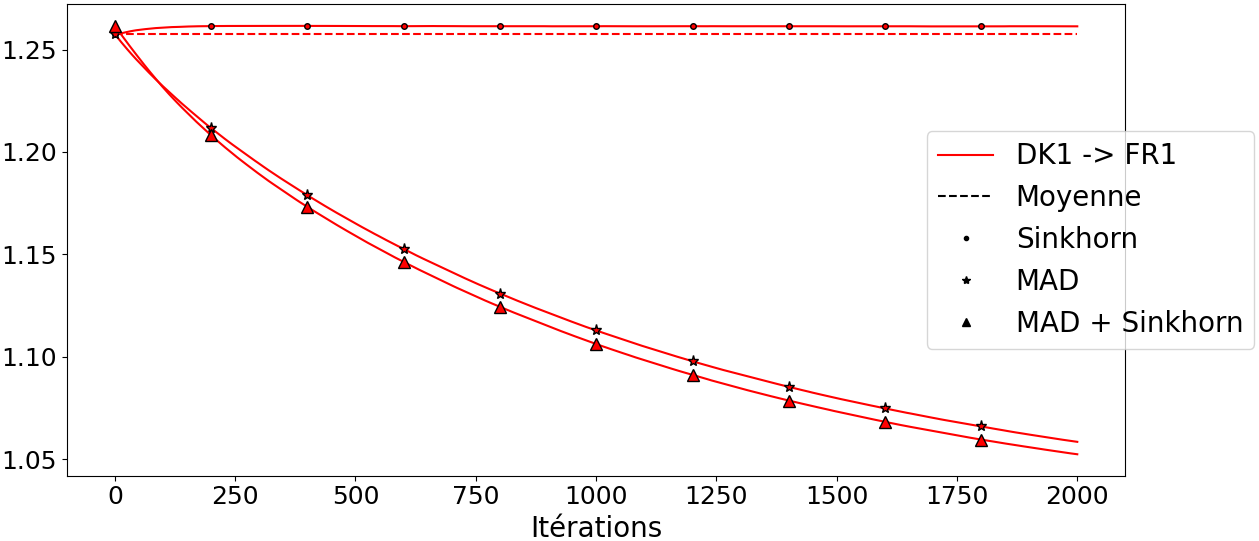 1.25
1.20
1.15
1.10
1.05
0 250 500 750 1000 1250 1500 1750 2000
Itérations
DK1 -> FR1
Moyenne
Sinkhorn
MAD
MAD + Sinkhorn